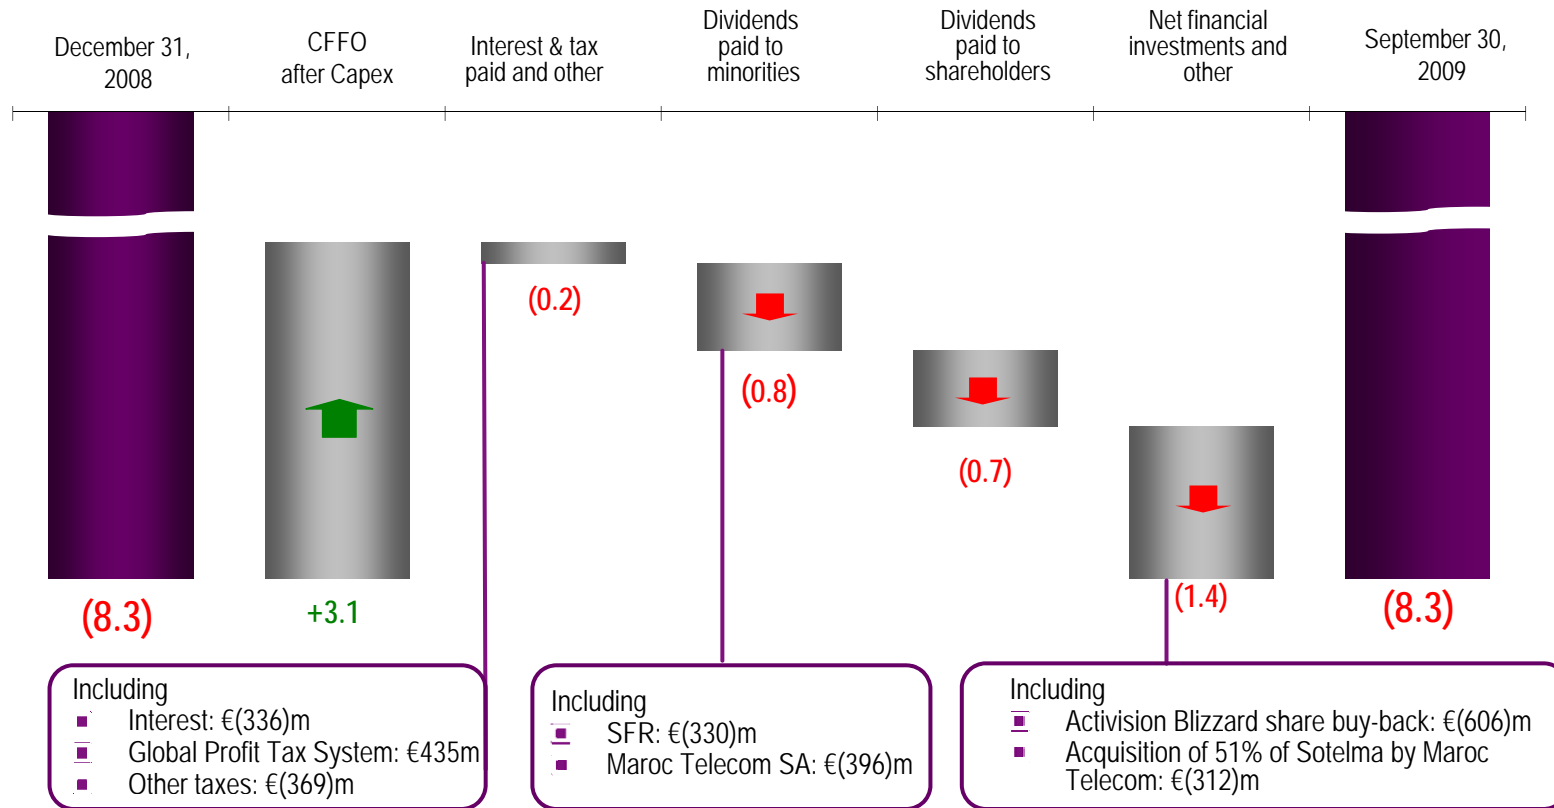 December 31,
2008
CFFO
after Capex
Interest & tax
paid and other
Dividends
paid to
minorities
Dividends
paid to
shareholders
Net financial
investments and
other
September 30,
2009
(8.3)
+3.1
(0.2)
(0.8)
(0.7)
(1.4)
(8.3)
Including
Interest: €(336)m
Global Profit Tax System: €435m
Other taxes: €(369)m
Including
SFR: €(330)m
Maroc Telecom SA: €(396)m
Including
Activision Blizzard share buy-back: €(606)m
Acquisition of 51% of Sotelma by Maroc
Telecom: €(312)m